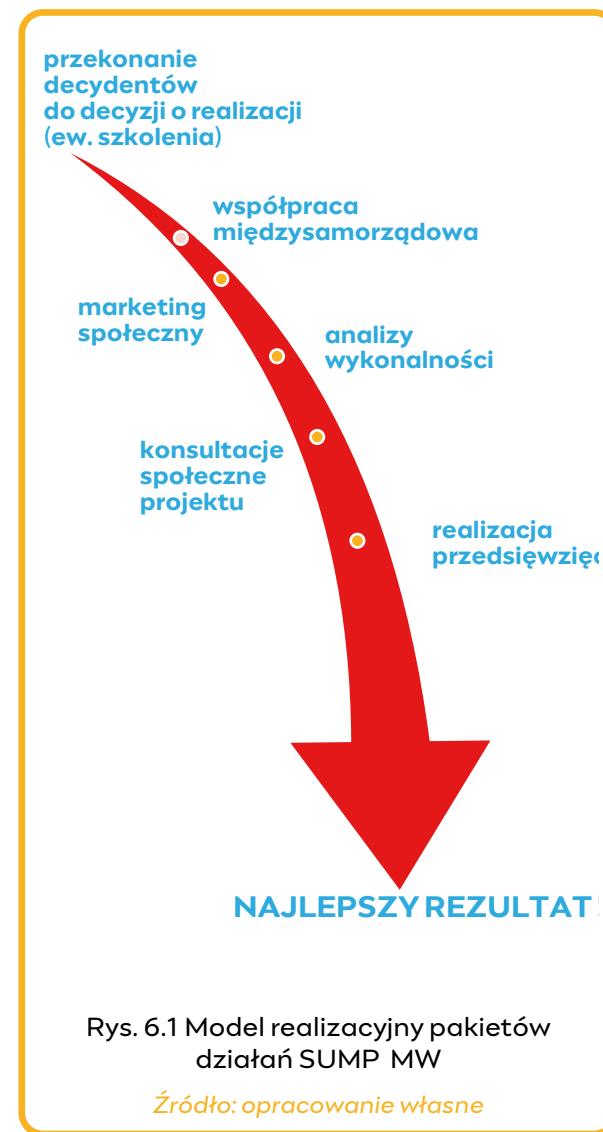 przekonanie
decydentów
do decyzji o realizacji
(ew. szkolenia)
współpraca
międzysamorządowa
marketing
społeczny
analizy
wykonalności
konsultacje
społeczne
projektu
realizacja
NAJLEPSZY REZULTAT!
Rys. 6.1 Model realizacyjny pakietów
działań SUMP MW
Źródło: opracowanie własne